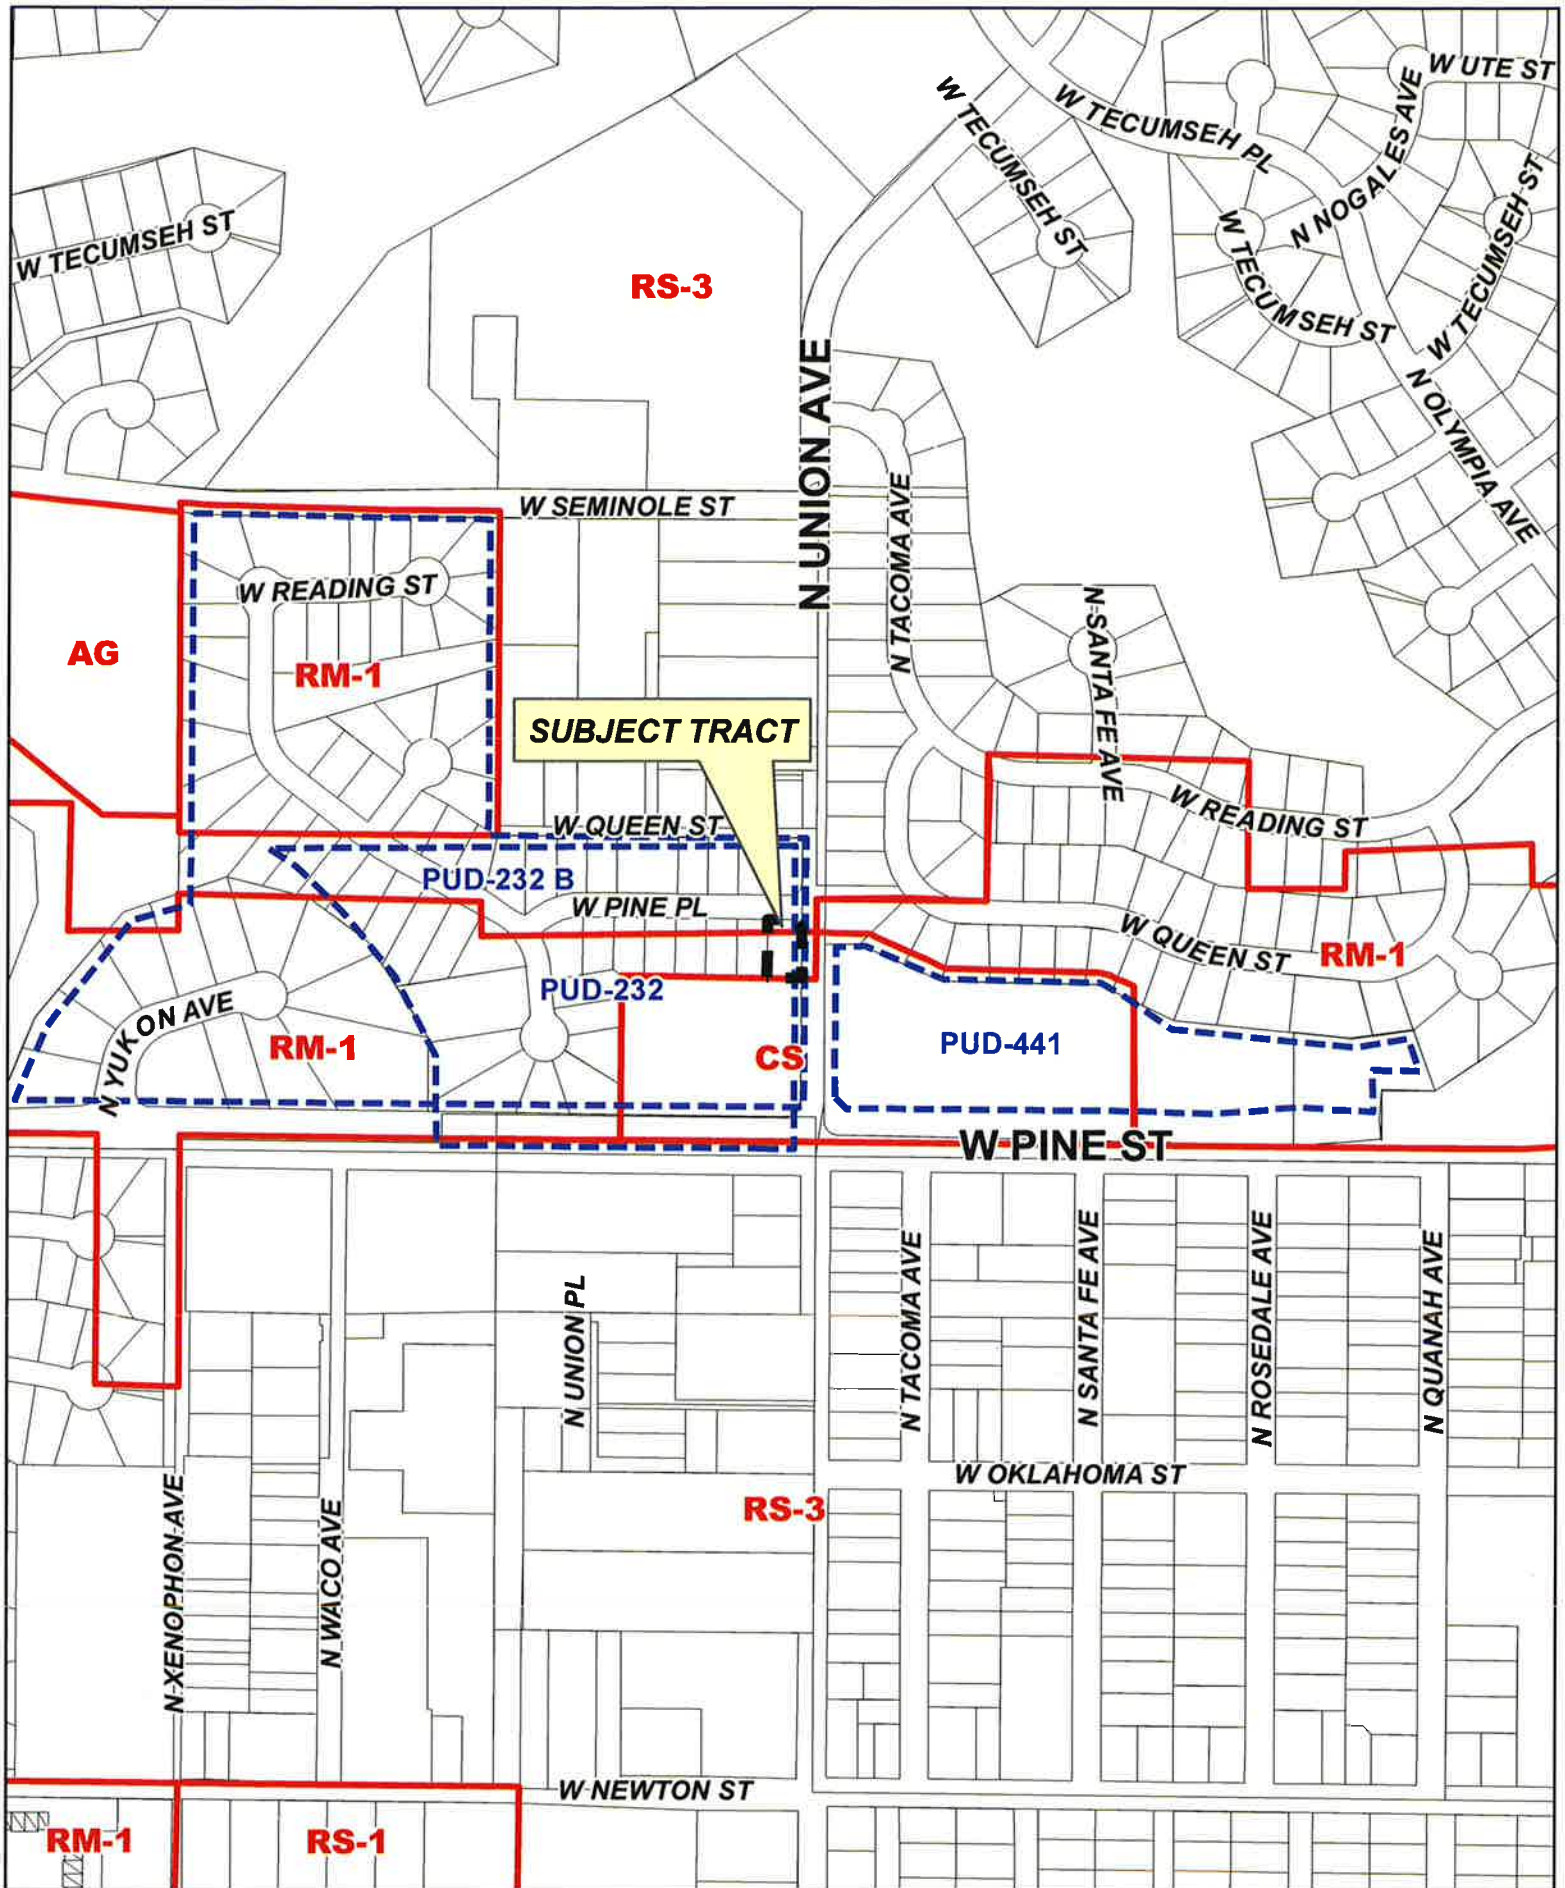 W UTE ST
W TECUMSEH PL
W TECUMSEH ST
N NOGALES AVE
W TECUMSEH ST
W TECUMSEH ST
W TECUMSEH ST
RS-3
N UNION AVE
N OLYMPIA AVE
W SEMINOLE ST
N TACOMA AVE
W READING ST
N SANTA FE AVE
AG
RM-1
SUBJECT TRACT
W READING ST
W QUEEN ST
PUD-232 B
W PINE PL
W QUEEN ST
RM-1
PUD-232
N YUKON AVE
RM-1
CS
PUD-441
W PINE ST
N UNION PL
N TACOMA AVE
N SANTA FE AVE
N ROSEDALE AVE
N QUANAH AVE
W OKLAHOMA ST
RS-3
N XENOPHON AVE
N WACO AVE
W NEWTON ST
RM-1
RS-1